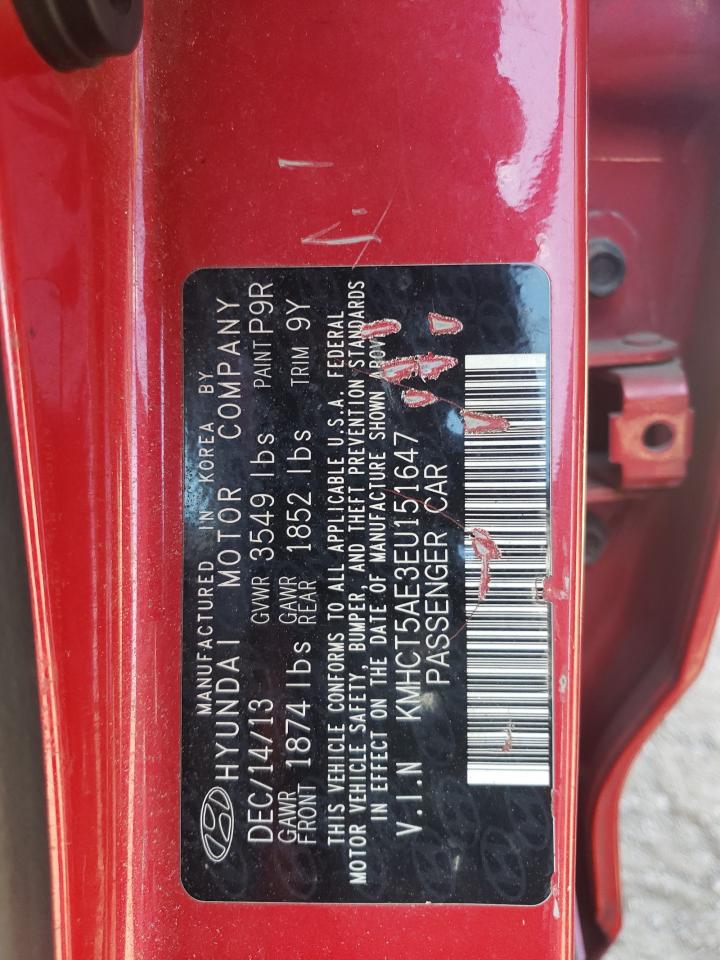 MANUFACTURED IN KOREA BY
HYUNDAI MOTOR COMPANY
DEC/14/13 GVWR 3549 lbs PAINT P9R
GAWR FRONT 1874 lbs GAWR REAR 1852 lbs TRIM 9Y
THIS VEHICLE CONFORMS TO ALL APPLICABLE U.S.A. FEDERAL
MOTOR VEHICLE SAFETY, BUMPER, AND THEFT PREVENTION STANDARDS
IN EFFECT ON THE DATE OF MANUFACTURE SHOWN ABOVE
V.I.N KMHCT5AE3EU151647
PASSENGER CAR